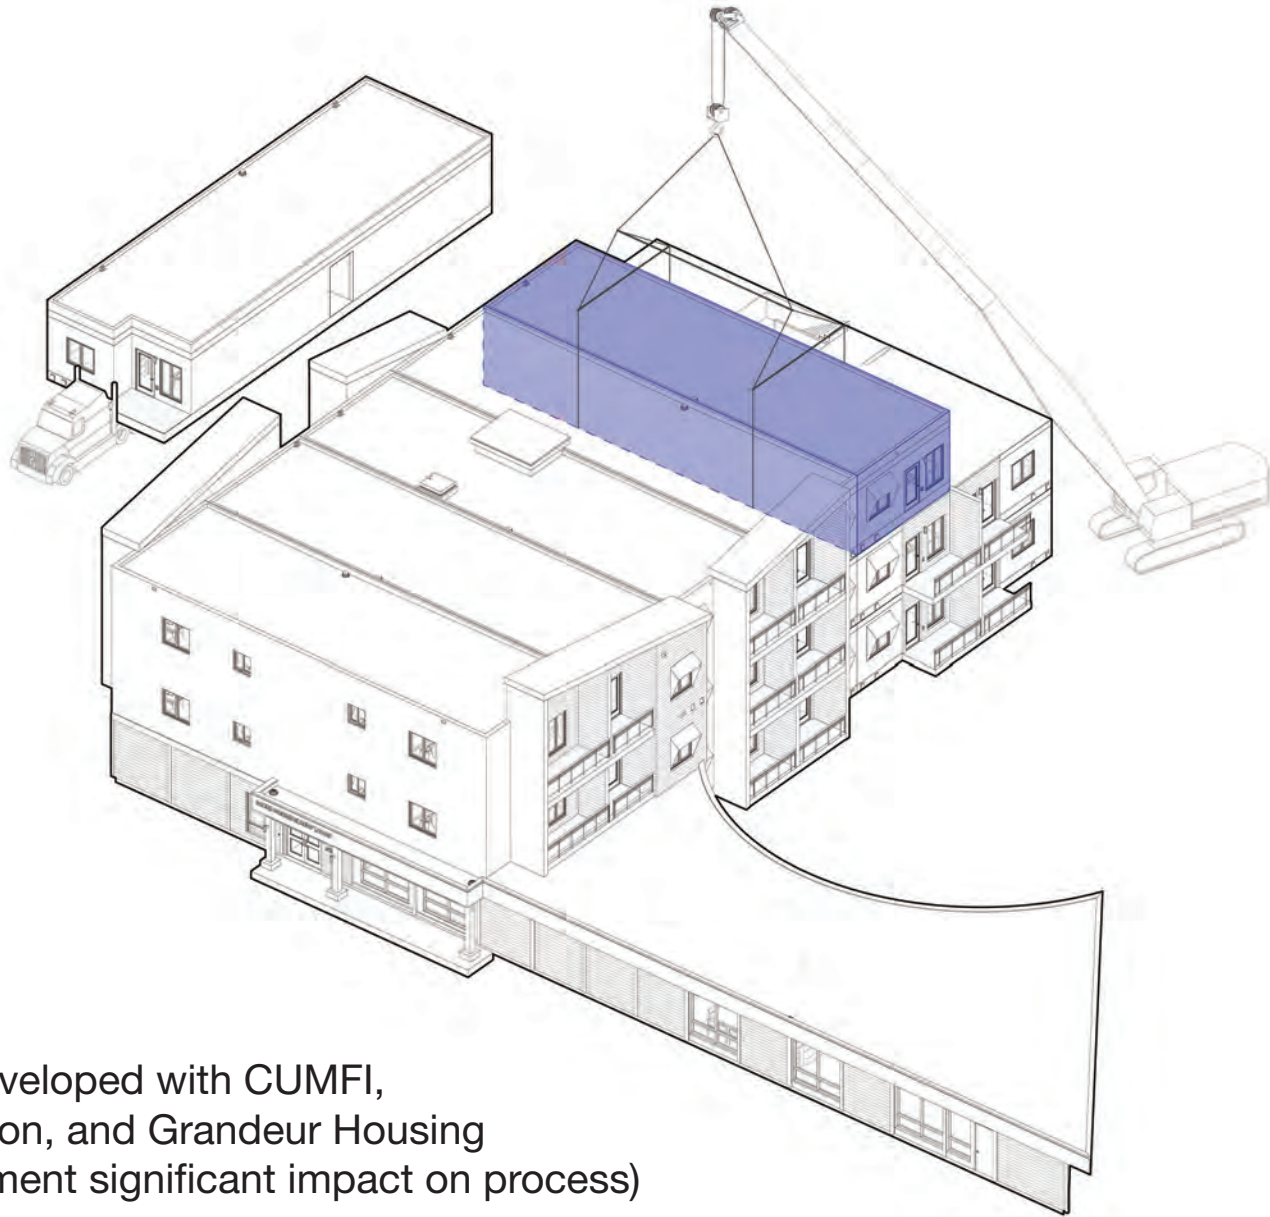 veloped with CUMFI,
on, and Grandeur Housing
ment significant impact on process)